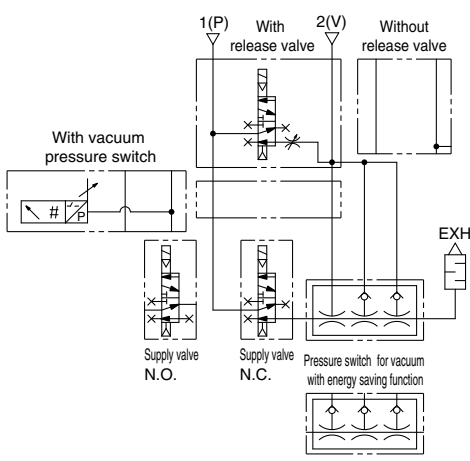 1(P)
With
release valve
2(V)
Without
release valve
With vacuum
pressure switch
#
P
EXH
Supply valve
N.O.
Supply valve
N.C.
Pressure switch for vacuum
with energy saving function